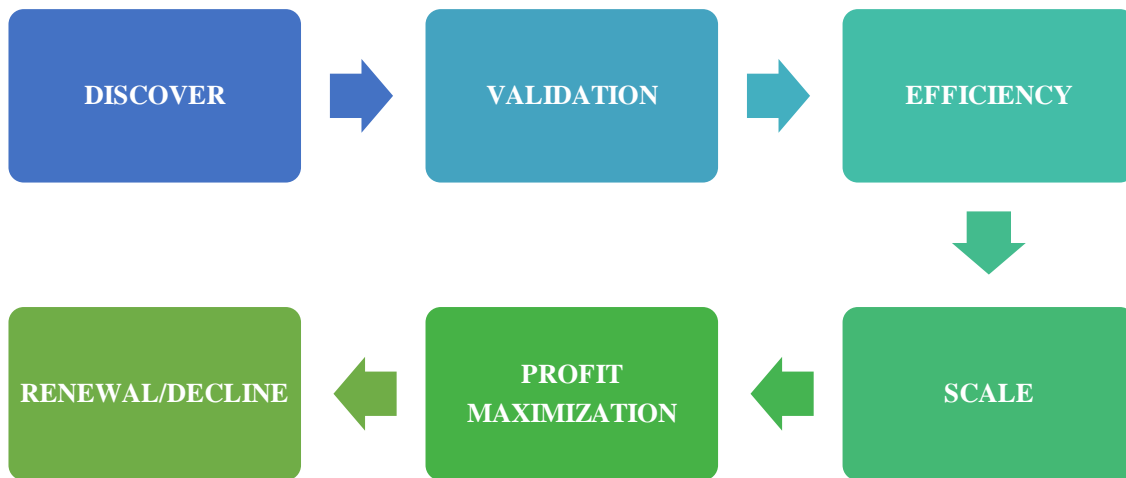 DISCOVER
VALIDATION
EFFICIENCY
SCALE
PROFIT
MAXIMIZATION
RENEWAL/DECLINE